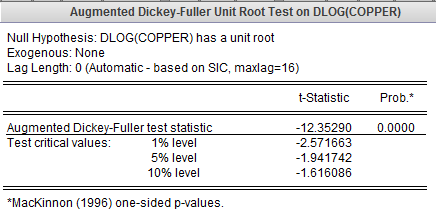 Augmented Dickey-Fuller Unit Root Test on DLOG(COPPER)
Null Hypothesis: DLOG(COPPER) has a unit root
Exogenous: None
Lag Length: 0 (Automatic - based on SIC, maxlag=16)
t-Statistic Prob.*
Augmented Dickey-Fuller test statistic -12.35290 0.0000
Test critical values: 1% level -2.571663
5% level -1.941742
10% level -1.616086
*MacKinnon (1996) one-sided p-values.